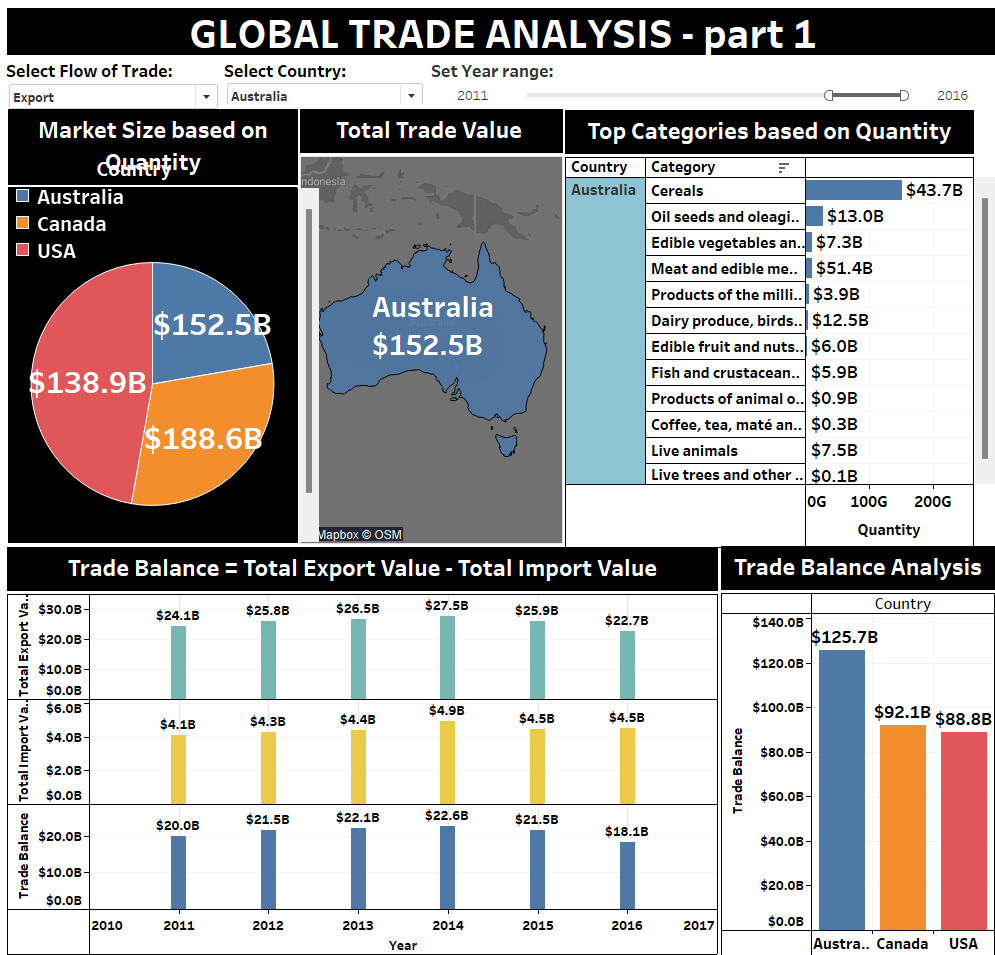 GLOBAL TRADE ANALYSIS - part 1
Select Flow of Trade:
Select Country:
Set Year range:
Export
Australia
2011
2016
Market Size based on
Quantity
Country
Australia
Canada
USA
$152.5B
$138.9B
$188.6B
Total Trade Value
ndonesia
Australia
$152.5B
Mapbox © OSM
Top Categories based on Quantity
Country Category
Australia
Cereals $43.7B
Oil seeds and oleagi.. $13.0B
Edible vegetables an.. $7.3B
Meat and edible me.. $51.4B
Products of the milli.. $3.9B
Dairy produce, birds.. $12.5B
Edible fruit and nuts.. $6.0B
Fish and crustacean.. $5.9B
Products of animal o.. $0.9B
Coffee, tea, maté an.. $0.3B
Live animals $7.5B
Live trees and other .. $0.1B
0G 100G 200G
Quantity
Trade Balance = Total Export Value - Total Import Value
Total Export Va..
$30.0B
$20.0B
$10.0B
$0.0B
$24.1B $25.8B $26.5B $27.5B $25.9B $22.7B
Total Import Va..
$6.0B
$4.0B
$2.0B
$0.0B
$4.1B $4.3B $4.4B $4.9B $4.5B $4.5B
Trade Balance
$20.0B
$10.0B
$0.0B
$20.0B $21.5B $22.1B $22.6B $21.5B $18.1B
2010 2011 2012 2013 2014 2015 2016 2017
Year
Trade Balance Analysis
Country
Trade Balance
$140.0B
$120.0B
$100.0B
$80.0B
$60.0B
$40.0B
$20.0B
$0.0B
$125.7B
$92.1B
$88.8B
Austra.. Canada USA